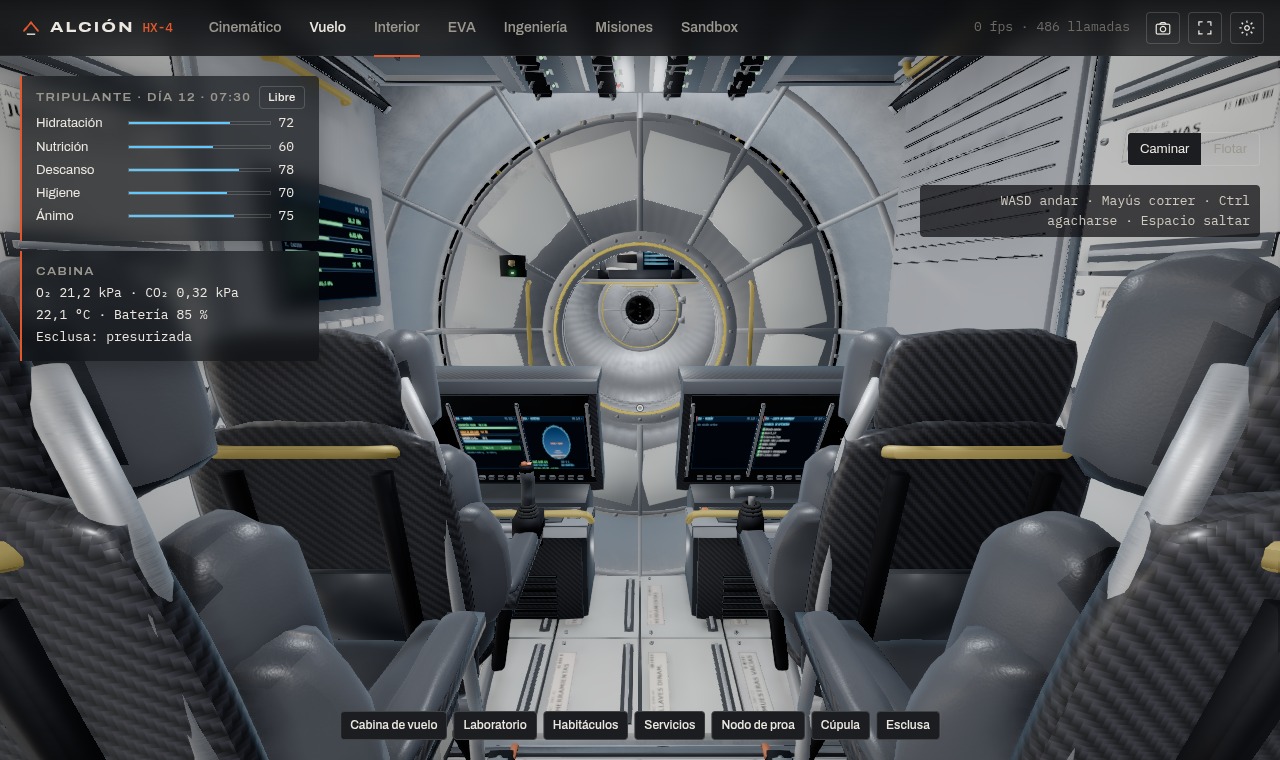 ALCIÓN HX-4
Cinemático Vuelo Interior EVA Ingeniería Misiones Sandbox
0 fps · 486 llamadas
TRIPULANTE · DÍA 12 · 07:30 Libre
Hidratación 72
Nutrición 60
Descanso 78
Higiene 70
Ánimo 75
CABINA
O₂ 21,2 kPa · CO₂ 0,32 kPa
22,1 °C · Batería 85 %
Esclusa: presurizada
Caminar Flotar
WASD andar · Mayús correr · Ctrl
agacharse · Espacio saltar
Cabina de vuelo Laboratorio Habitáculos Servicios Nodo de proa Cúpula Esclusa